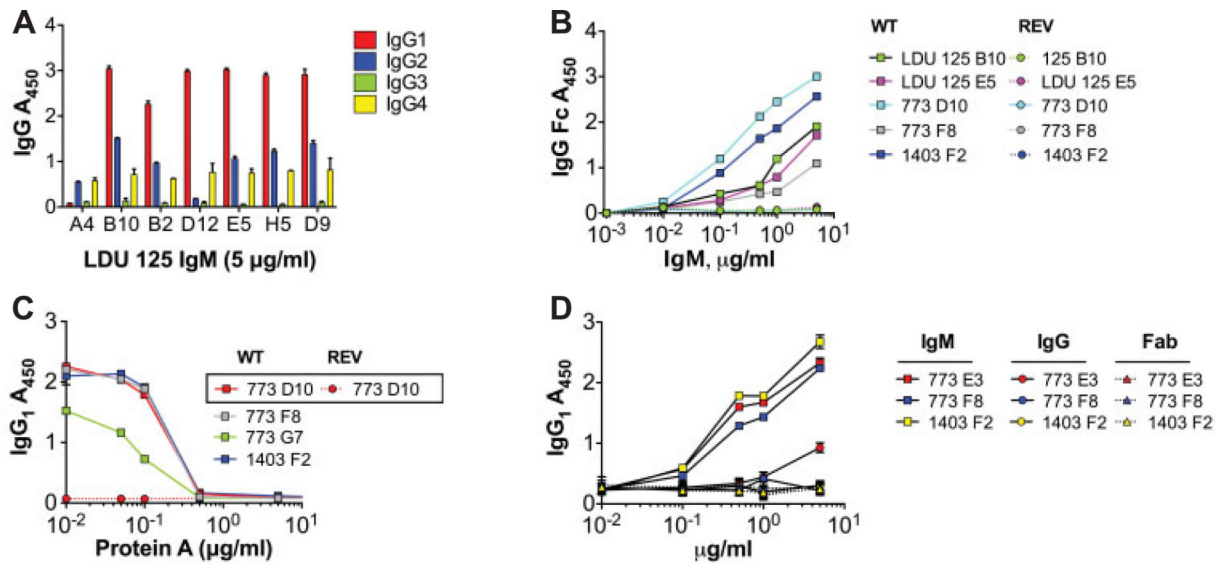 A
IgG A450
3
2
1
0
A4 B10 B2 D12 E5 H5 D9
LDU 125 IgM (5 µg/ml)
IgG1
IgG2
IgG3
IgG4
B
IgG Fc A450
4
3
2
1
0
10-3 10-2 10-1 100 101
IgM, µg/ml
WT REV
LDU 125 B10 125 B10
LDU 125 E5 LDU 125 E5
773 D10 773 D10
773 F8 773 F8
1403 F2 1403 F2
C
IgG1 A450
3
2
1
0
10-2 10-1 100 101
Protein A (µg/ml)
WT REV
773 D10 773 D10
773 F8
773 G7
1403 F2
D
IgG1 A450
3
2
1
0
10-2 10-1 100 101
µg/ml
IgM IgG Fab
773 E3 773 E3 773 E3
773 F8 773 F8 773 F8
1403 F2 1403 F2 1403 F2